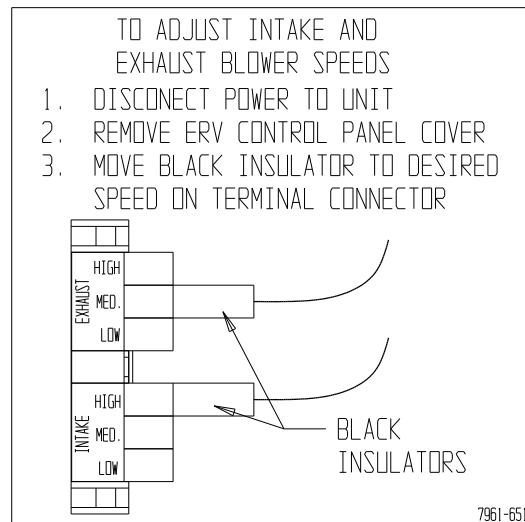 TO ADJUST INTAKE AND
EXHAUST BLOWER SPEEDS
1. DISCONECT POWER TO UNIT
2. REMOVE ERV CONTROL PANEL COVER
3. MOVE BLACK INSULATOR TO DESIRED
SPEED ON TERMINAL CONNECTOR
EXHAUST
HIGH
MED.
LOW
INTAKE
HIGH
MED.
LOW
BLACK
INSULATORS
7961-651